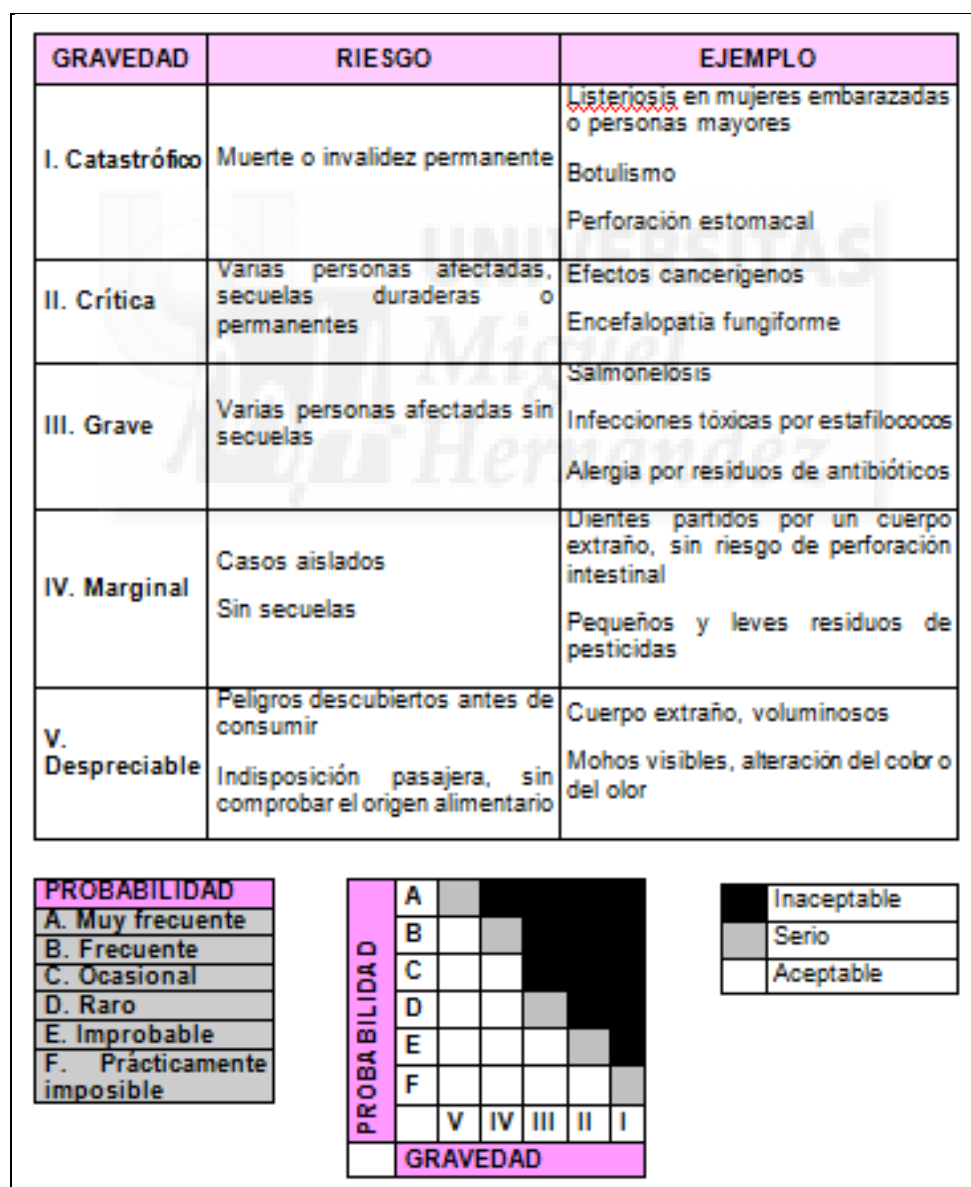 GRAVEDAD RIESGO EJEMPLO
I. Catastrófico
Muerte o invalidez permanente
Listeriosis en mujeres embarazadas
o personas mayores
Botulismo
Perforación estomacal
II. Crítica
Varias personas afectadas,
secuelas duraderas o
permanentes
Efectos cancerígenos
Encefalopatia fungiforme
III. Grave
Varias personas afectadas sin
secuelas
Salmonelosis
Infecciones tóxicas por estafilococos
Alergia por residuos de antibióticos
IV. Marginal
Casos aislados
Sin secuelas
Dientes partidos por un cuerpo
extraño, sin riesgo de perforación
intestinal
Pequeños y leves residuos de
pesticidas
V.
Despreciable
Peligros descubiertos antes de
consumir
Indisposición pasajera, sin
comprobar el origen alimentario
Cuerpo extraño, voluminosos
Mohos visibles, alteración del color o
del olor
UNIVERSITAS
Miguel
Hernández
PROBABILIDAD
A. Muy frecuente
B. Frecuente
C. Ocasional
D. Raro
E. Improbable
F. Prácticamente
imposible
PROBABILIDAD
A
B
C
D
E
F
V IV III II I
GRAVEDAD
Inaceptable
Serio
Aceptable